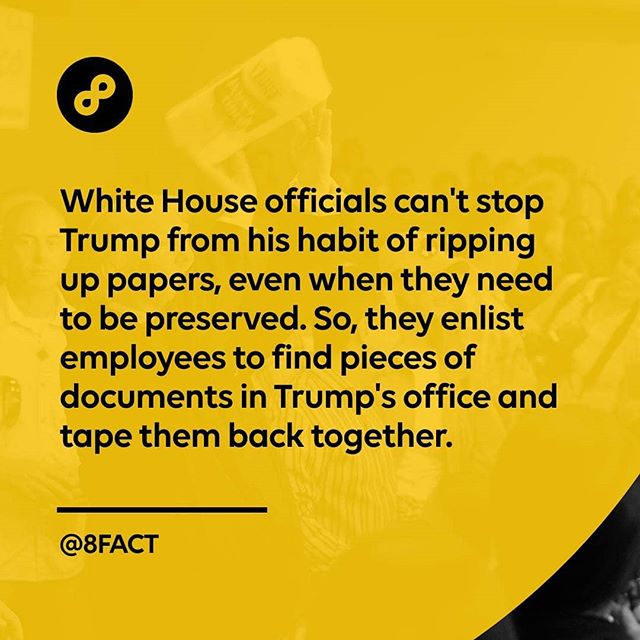 White House officials can't stop
Trump from his habit of ripping
up papers, even when they need
to be preserved. So, they enlist
employees to find pieces of
documents in Trump's office and
tape them back together.
@8FACT